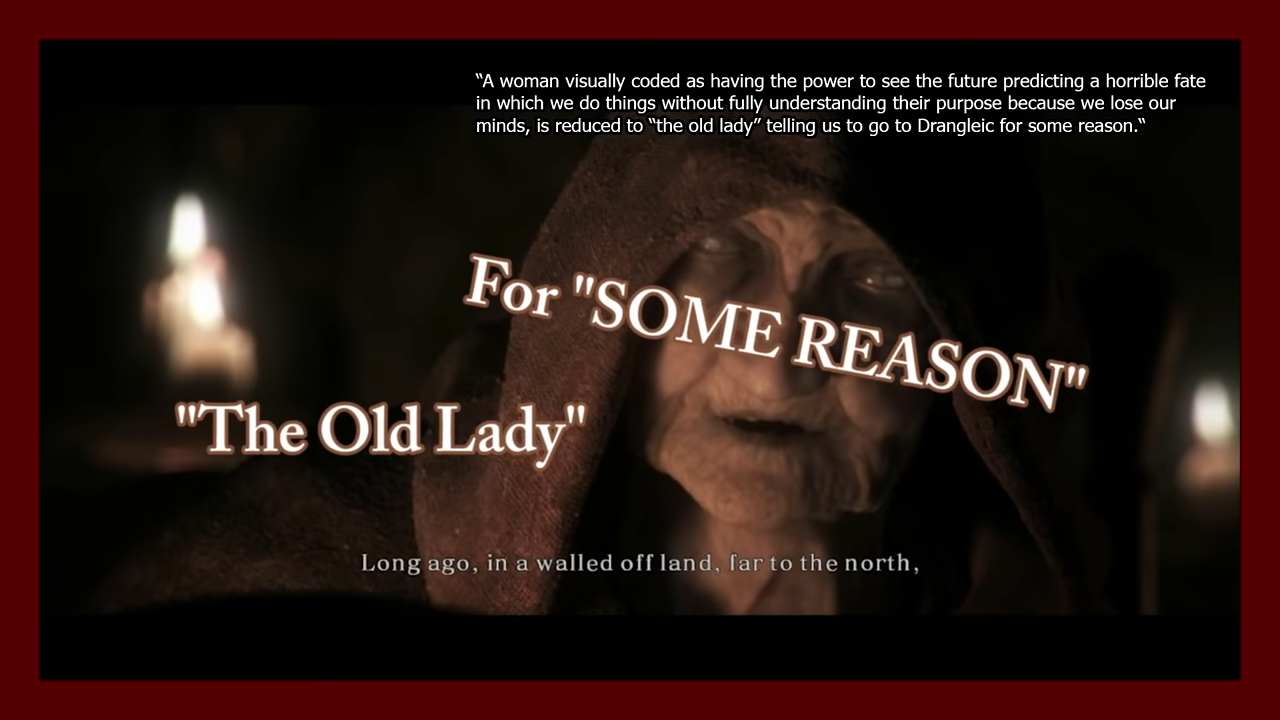 “A woman visually coded as having the power to see the future predicting a horrible fate
in which we do things without fully understanding their purpose because we lose our
minds, is reduced to “the old lady” telling us to go to Drangleic for some reason.“
For "SOME REASON"
"The Old Lady"
Long ago, in a walled off land, far to the north,